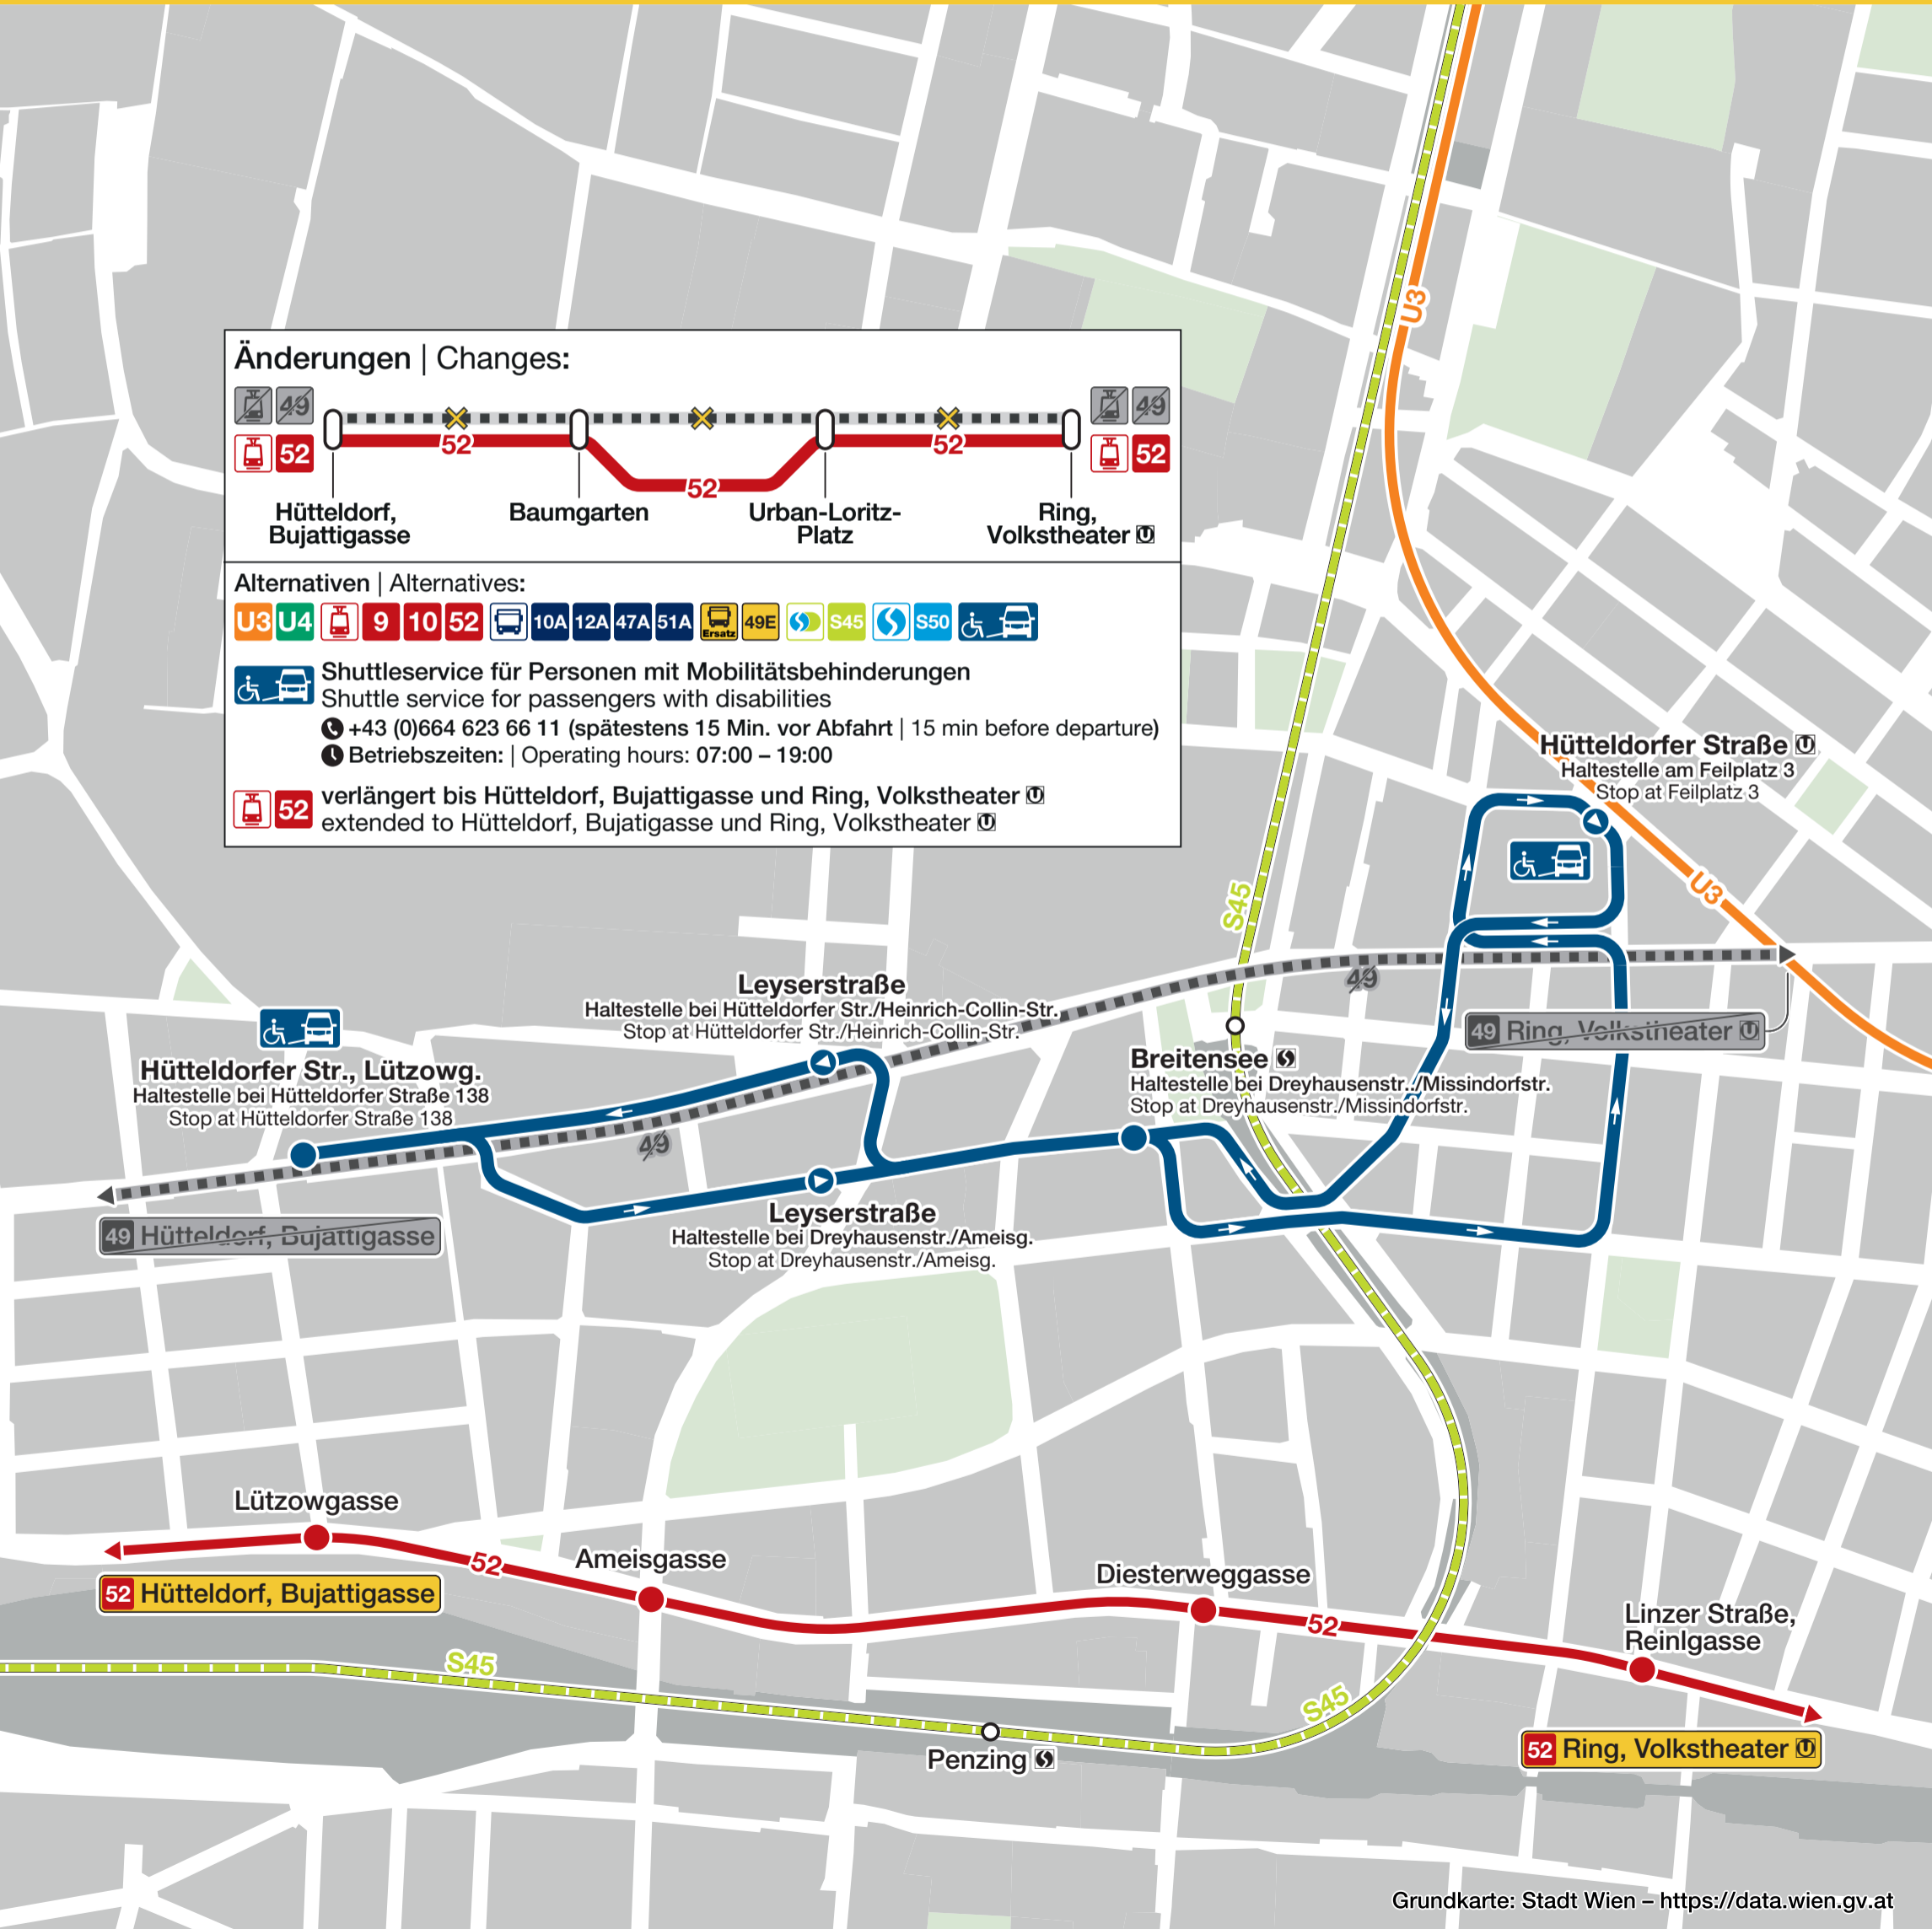 Änderungen | Changes:
49
49
52
52
52
52
52
Hütteldorf,
Bujattigasse
Baumgarten
Urban-Loritz-
Platz
Ring,
Volkstheater U
Alternativen | Alternatives:
U3 U4 9 10 52 10A 12A 47A 51A Ersatz 49E S45 S50
Shuttleservice für Personen mit Mobilitätsbehinderungen
Shuttle service for passengers with disabilities
+43 (0)664 623 66 11 (spätestens 15 Min. vor Abfahrt | 15 min before departure)
Betriebszeiten: | Operating hours: 07:00 – 19:00
52 verlängert bis Hütteldorf, Bujattigasse und Ring, Volkstheater U
extended to Hütteldorf, Bujatigasse und Ring, Volkstheater U
U3
Hütteldorfer Straße U
Haltestelle am Feilplatz 3
Stop at Feilplatz 3
U3
S45
49
49 Ring, Volkstheater U
Leyserstraße
Haltestelle bei Hütteldorfer Str./Heinrich-Collin-Str.
Stop at Hütteldorfer Str./Heinrich-Collin-Str.
Breitensee S
Haltestelle bei Dreyhausenstr../Missindorfstr.
Stop at Dreyhausenstr./Missindorfstr.
Hütteldorfer Str., Lützowg.
Haltestelle bei Hütteldorfer Straße 138
Stop at Hütteldorfer Straße 138
49
49 Hütteldorf, Bujattigasse
Leyserstraße
Haltestelle bei Dreyhausenstr./Ameisg.
Stop at Dreyhausenstr./Ameisg.
Lützowgasse
52
Ameisgasse
52 Hütteldorf, Bujattigasse
Diesterweggasse
52
Linzer Straße,
Reinlgasse
S45
S45
Penzing S
52 Ring, Volkstheater U
Grundkarte: Stadt Wien – https://data.wien.gv.at